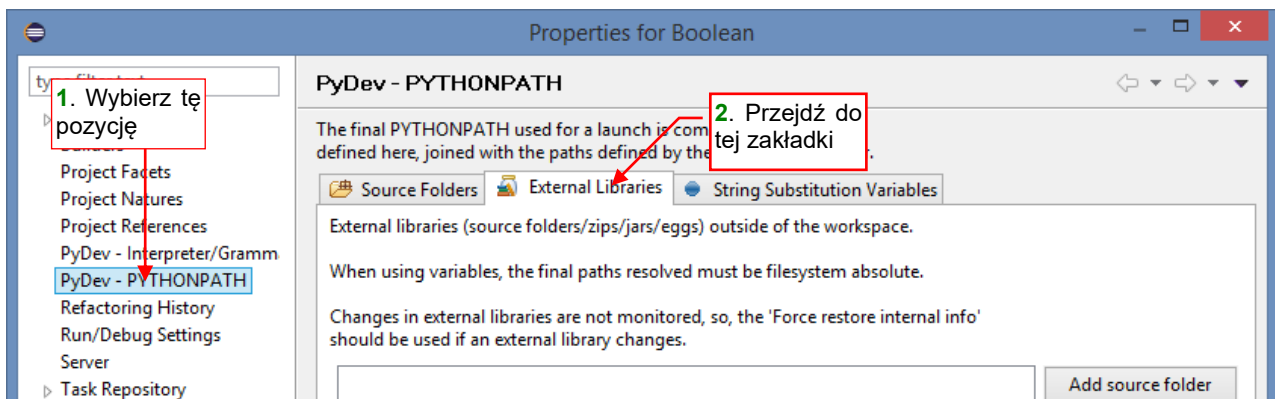 Properties for Boolean
1. Wybierz tę
pozycję
Project Facets
Project Natures
Project References
PyDev - Interpreter/Gramm
PyDev - PYTHONPATH
Refactoring History
Run/Debug Settings
Server
Task Repository
PyDev - PYTHONPATH
2. Przejdź do
tej zakładki
The final PYTHONPATH used for a launch is
defined here, joined with the paths defined by the
Source Folders
External Libraries
String Substitution Variables
External libraries (source folders/zips/jars/eggs) outside of the workspace.
When using variables, the final paths resolved must be filesystem absolute.
Changes in external libraries are not monitored, so, the 'Force restore internal info'
should be used if an external library changes.
Add source folder